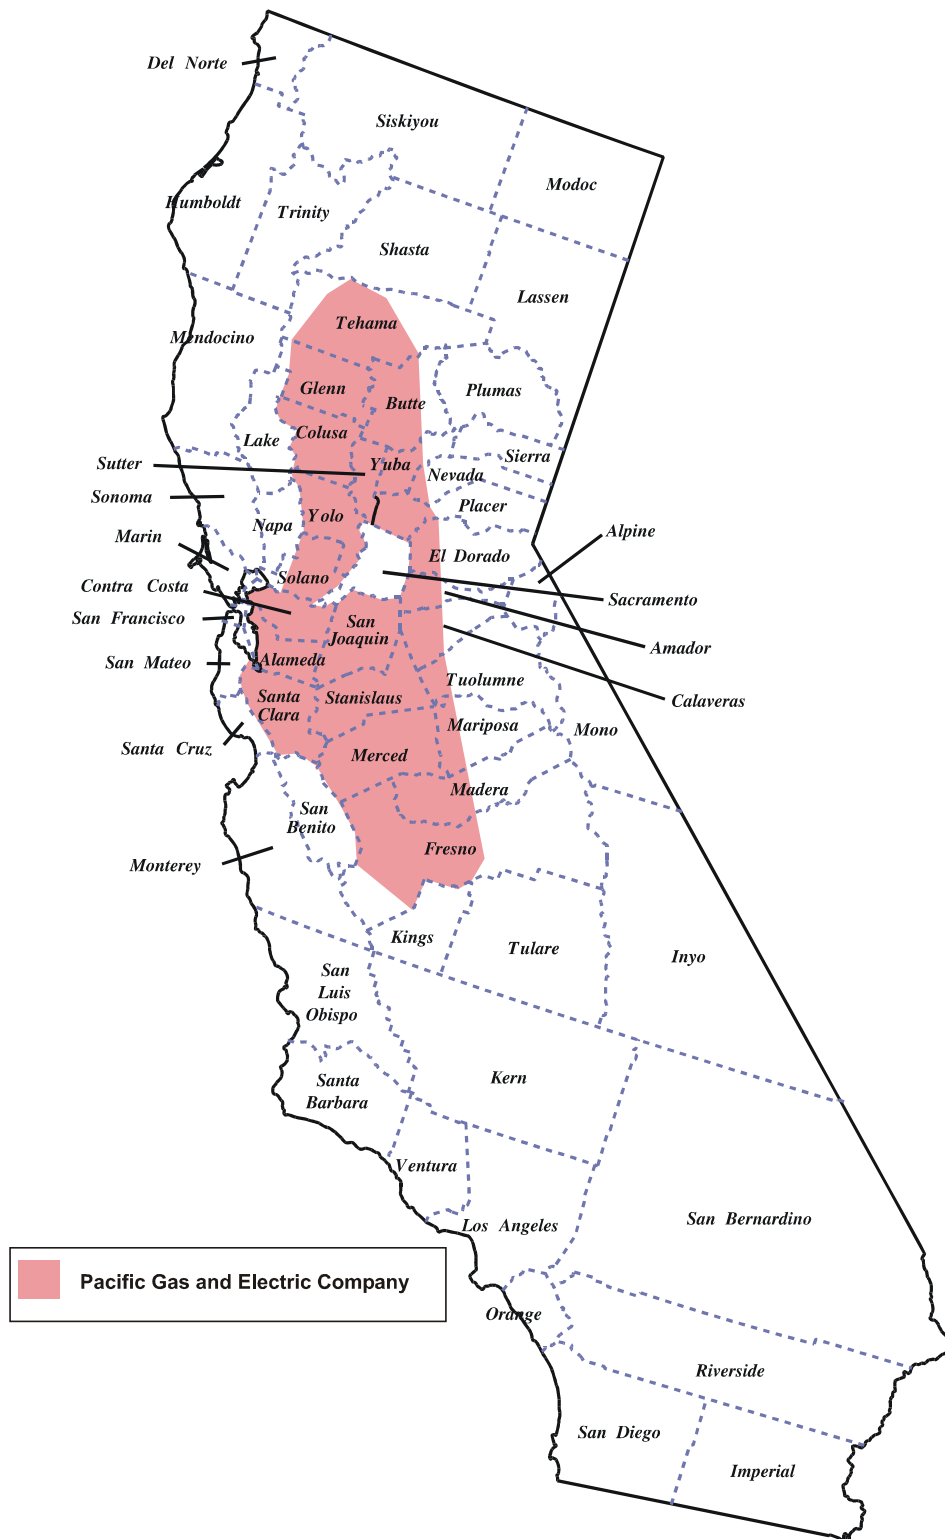 Del Norte
Siskiyou
Modoc
Humboldt
Trinity
Shasta
Lassen
Tehama
Mendocino
Glenn
Plumas
Butte
Colusa
Lake
Sierra
Sutter
Yuba
Nevada
Sonoma
Placer
Napa
Yolo
Marin
Alpine
El Dorado
Contra Costa
Solano
Sacramento
San Francisco
San
Joaquin
Amador
San Mateo
Alameda
Tuolumne
Santa
Clara
Stanislaus
Calaveras
Mariposa
Mono
Santa Cruz
Merced
Madera
San
Benito
Fresno
Monterey
Kings
Tulare
Inyo
San
Luis
Obispo
Kern
Santa
Barbara
Ventura
San Bernardino
Los Angeles
Pacific Gas and Electric Company
Orange
Riverside
San Diego
Imperial